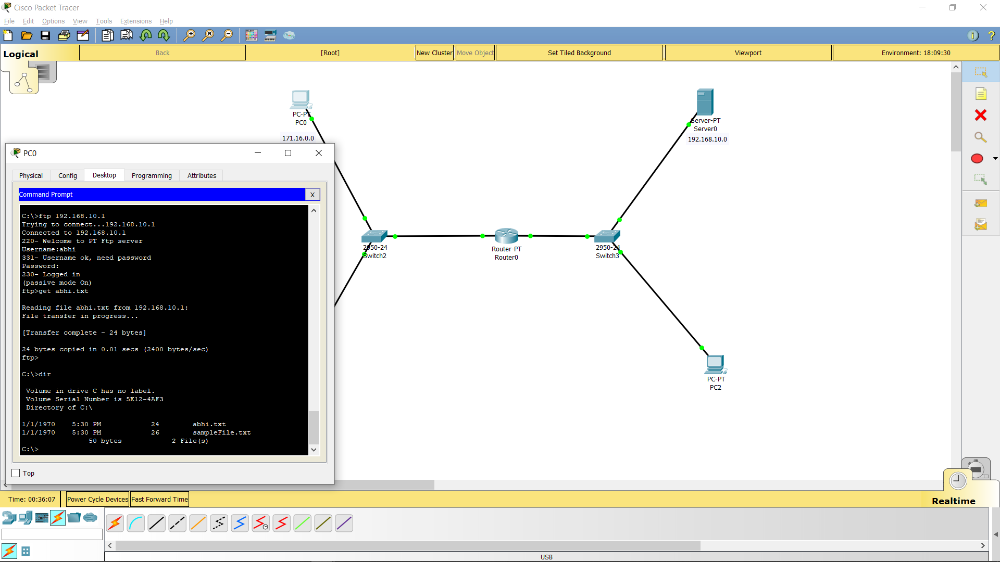 Cisco Packet Tracer
File Edit Options View Tools Extensions Help
Logical
Back
[Root]
New Cluster
Move Object
Set Tiled Background
Viewport
Environment: 18:09:30
PC-PT
PC0
171.16.0.0
Server-PT
Server0
192.168.10.0
2950-24
Switch2
Router-PT
Router0
2950-24
Switch3
PC-PT
PC2
PC0
Physical Config Desktop Programming Attributes
Command Prompt
X
C:\>ftp 192.168.10.1
Trying to connect...192.168.10.1
Connected to 192.168.10.1
220- Welcome to PT Ftp server
Username:abhi
331- Username ok, need password
Password:
230- Logged in
(passive mode On)
ftp>get abhi.txt
Reading file abhi.txt from 192.168.10.1:
File transfer in progress...
[Transfer complete - 24 bytes]
24 bytes copied in 0.01 secs (2400 bytes/sec)
ftp>
C:\>dir
Volume in drive C has no label.
Volume Serial Number is 5E12-4AF3
Directory of C:\
1/1/1970 5:30 PM 24 abhi.txt
1/1/1970 5:30 PM 26 sampleFile.txt
50 bytes 2 File(s)
C:\>
Top
Time: 00:36:07
Power Cycle Devices
Fast Forward Time
Realtime
USB